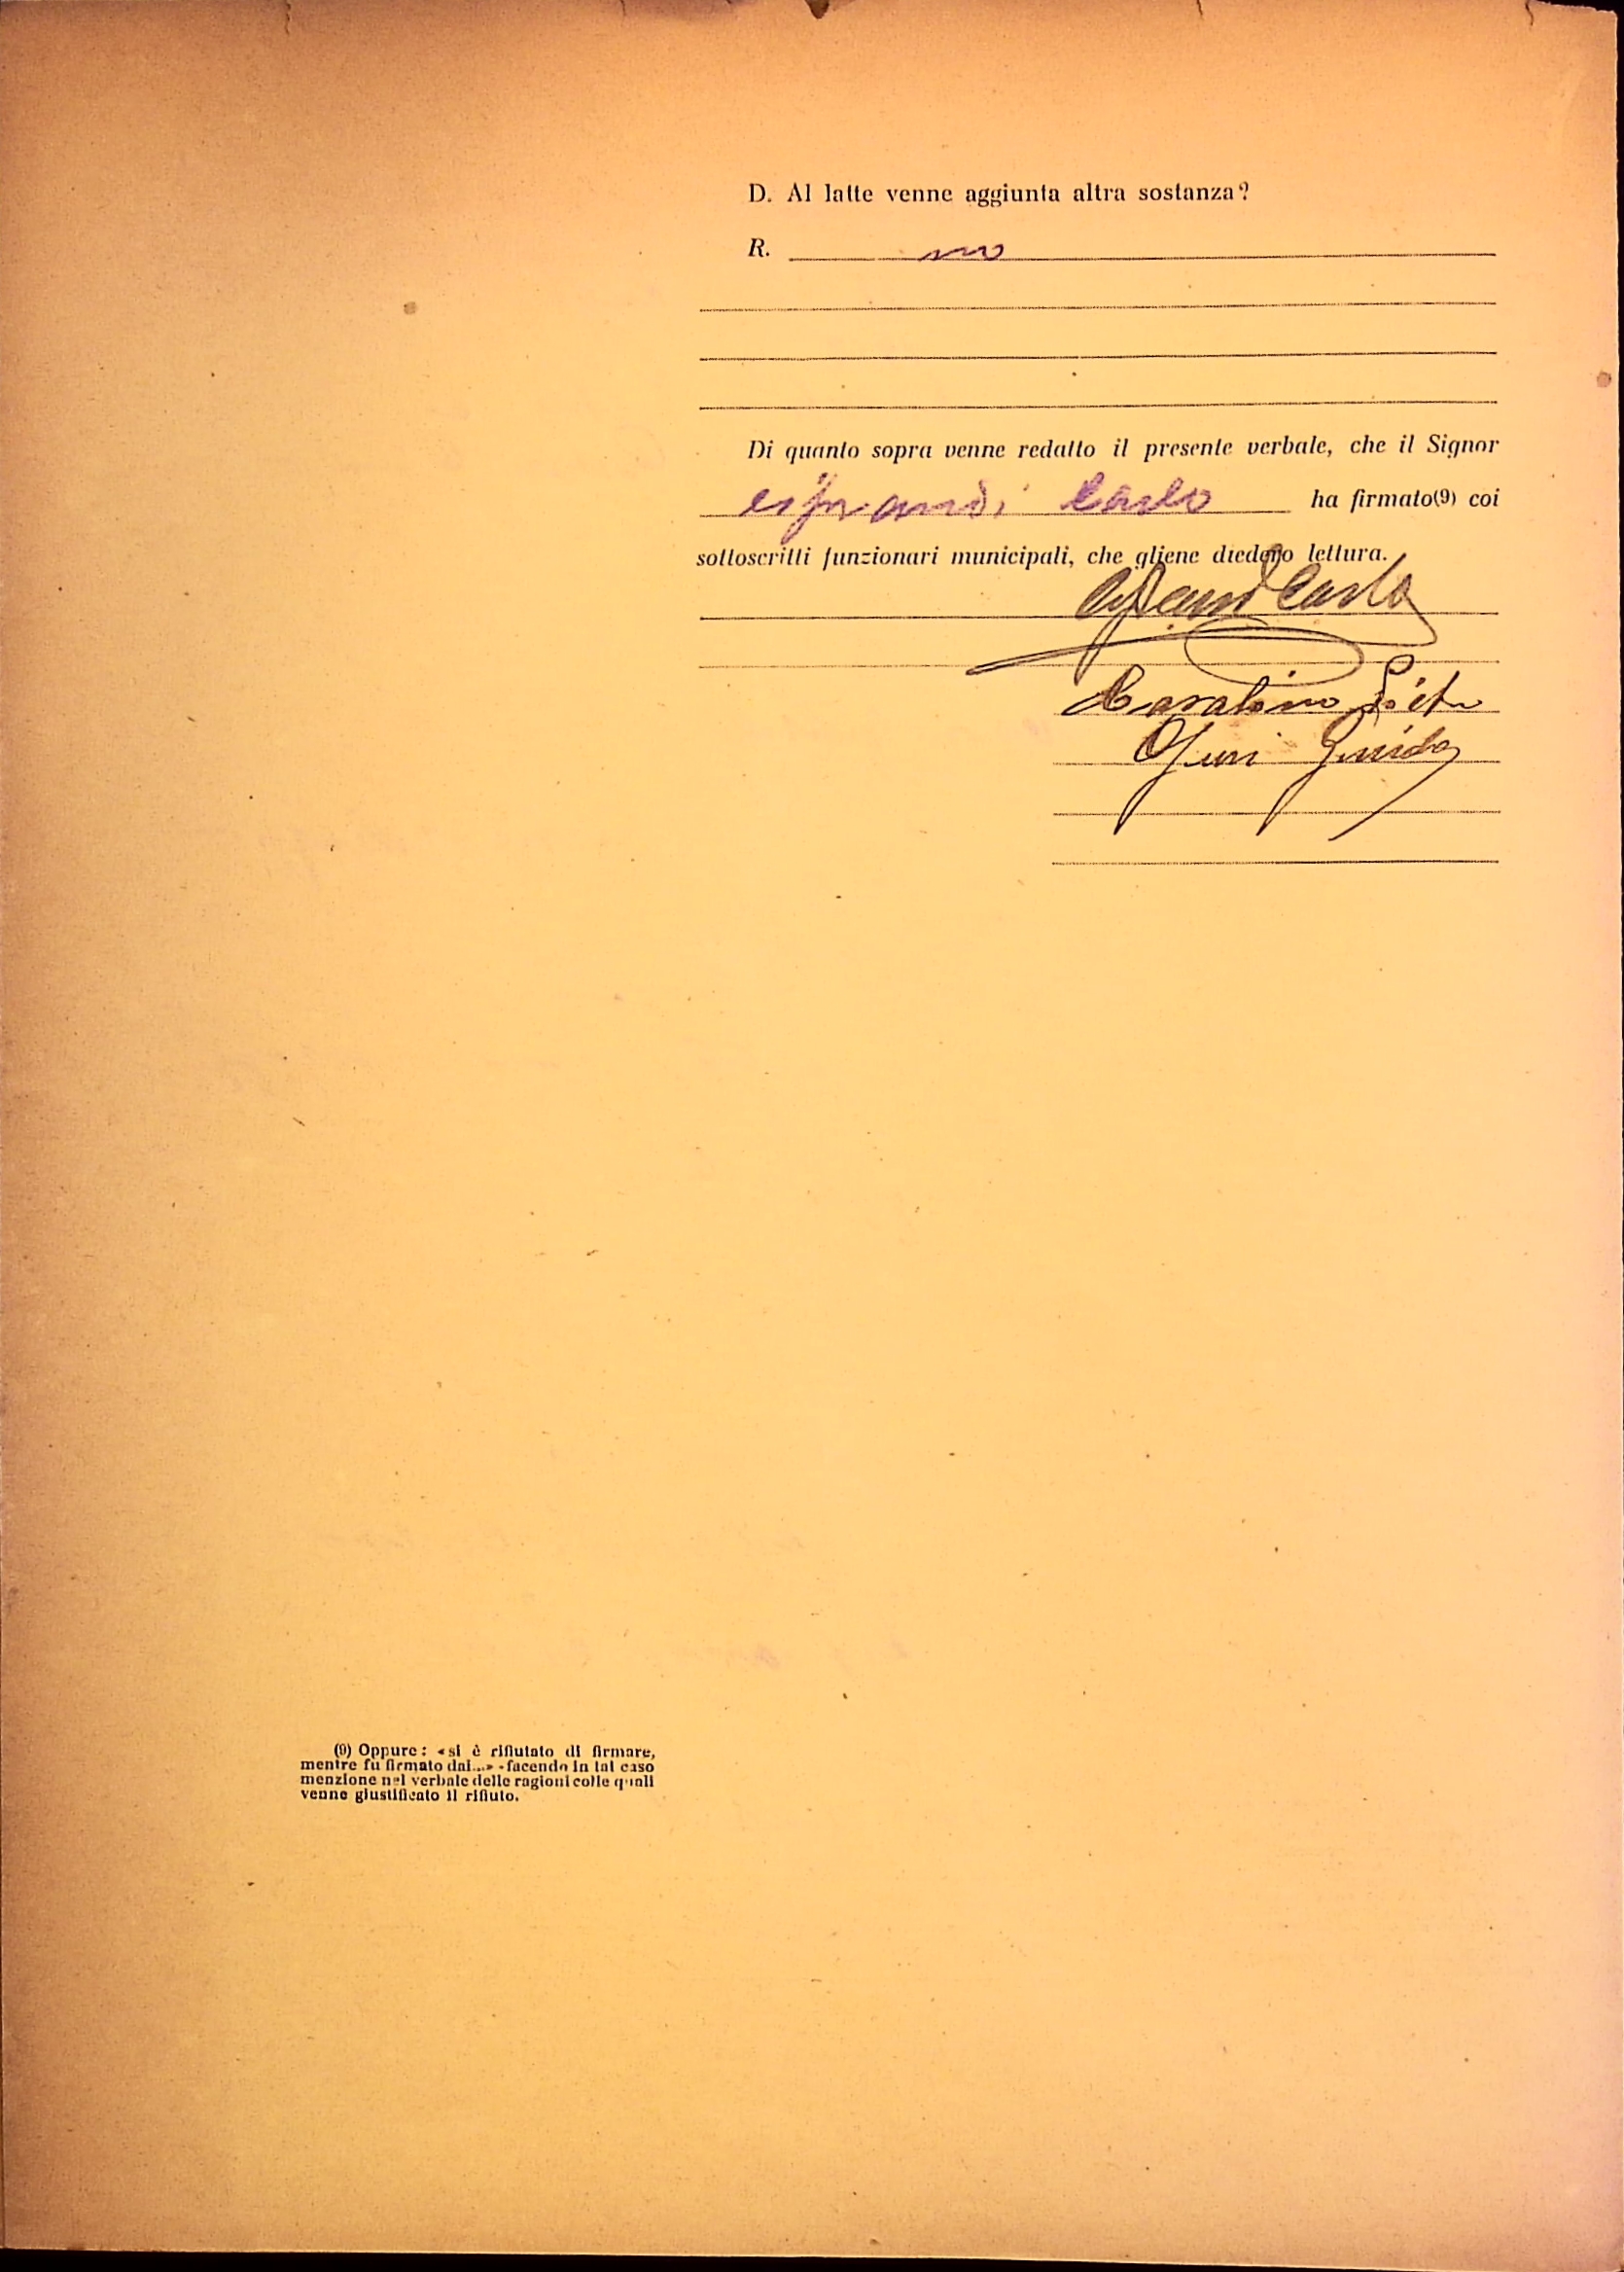 D. Al latte venne aggiunta altra sostanza?
R. no
Di quanto sopra venne redatto il presente verbale, che il Signor
Carlo ha firmato(9) coi
sottoscritti funzionari municipali, che gliene diedero lettura.
Carlo
Casalino
Guido
(9) Oppure: «si è rifiutato di firmare,
mentre fu firmato dai...» - facendo in tal caso
menzione nel verbale delle ragioni colle quali
venne giustificato il rifiuto.